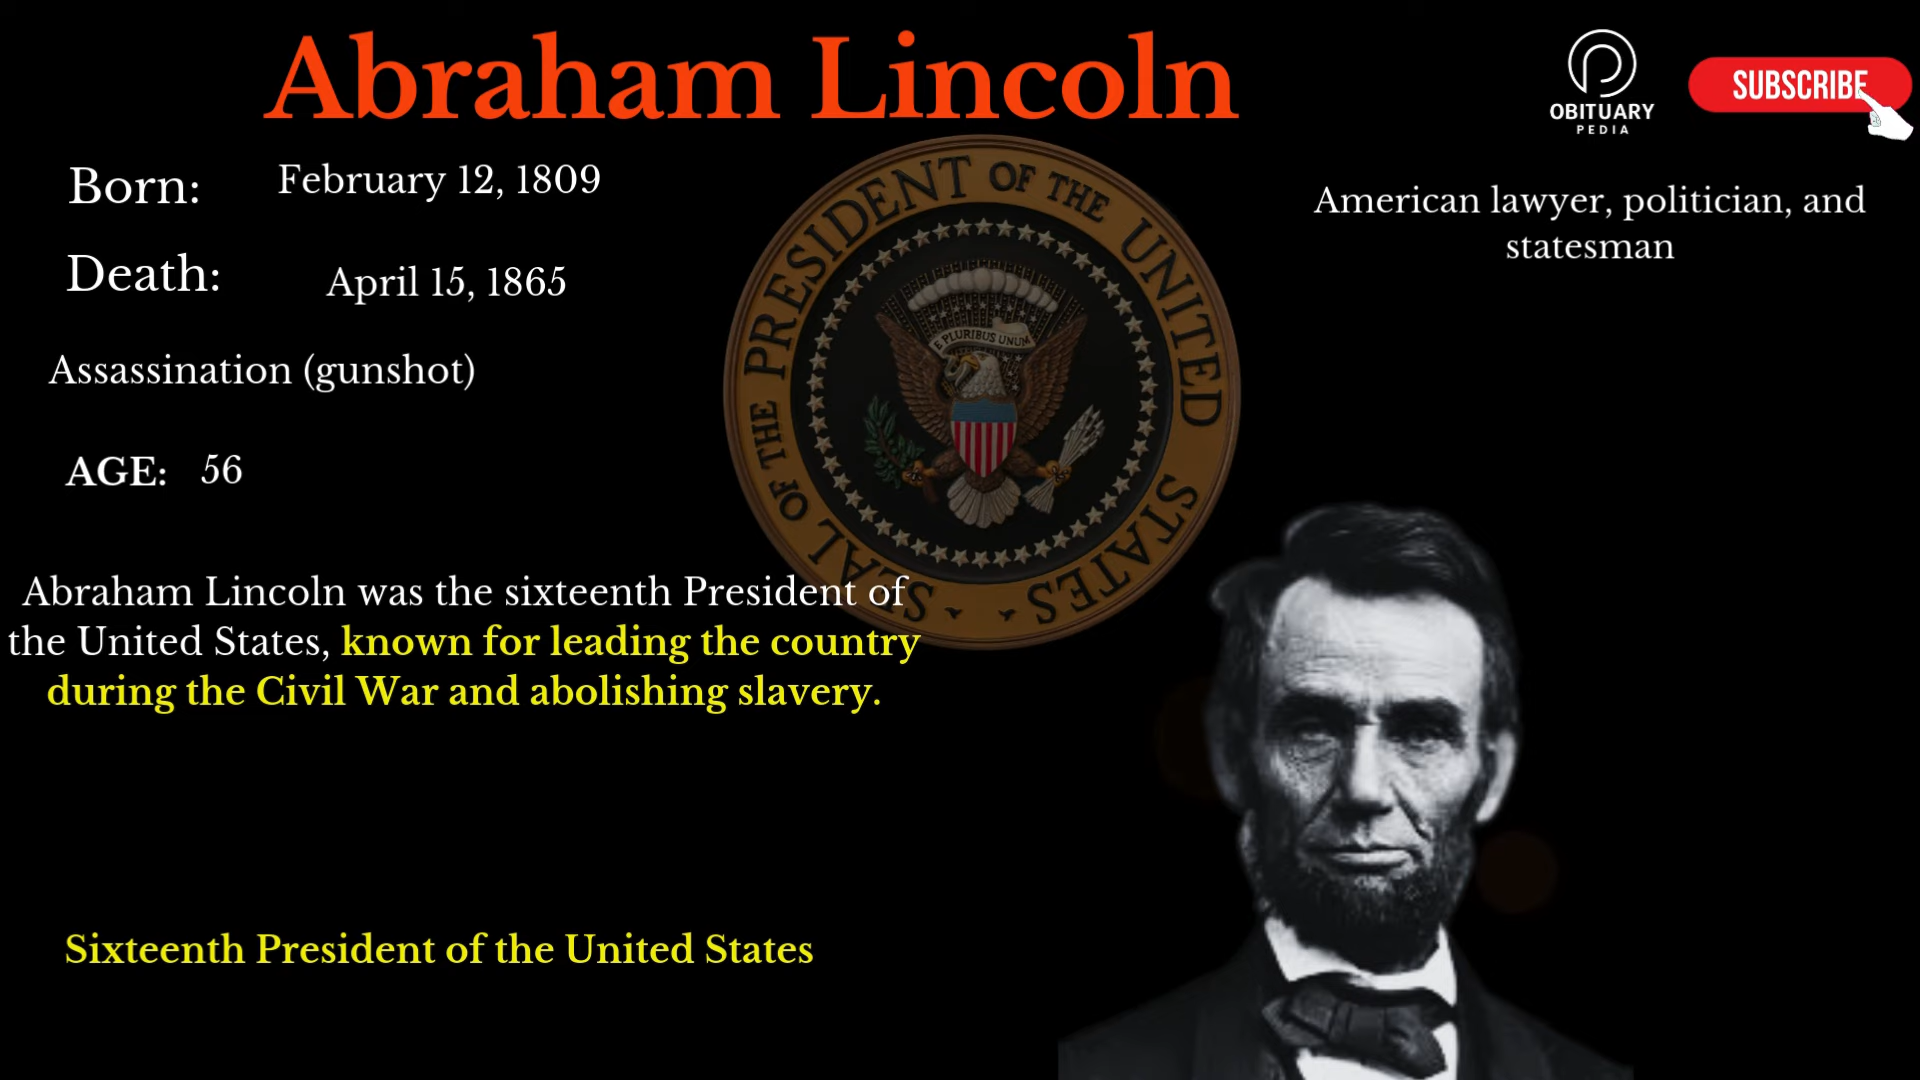 Abraham Lincoln
OBITUARY
PEDIA
SUBSCRIBE
Born: February 12, 1809
American lawyer, politician, and
statesman
Death: April 15, 1865
Assassination (gunshot)
AGE: 56
SEAL OF THE PRESIDENT OF THE UNITED STATES
E PLURIBUS UNUM
Abraham Lincoln was the sixteenth President of
the United States, known for leading the country
during the Civil War and abolishing slavery.
Sixteenth President of the United States